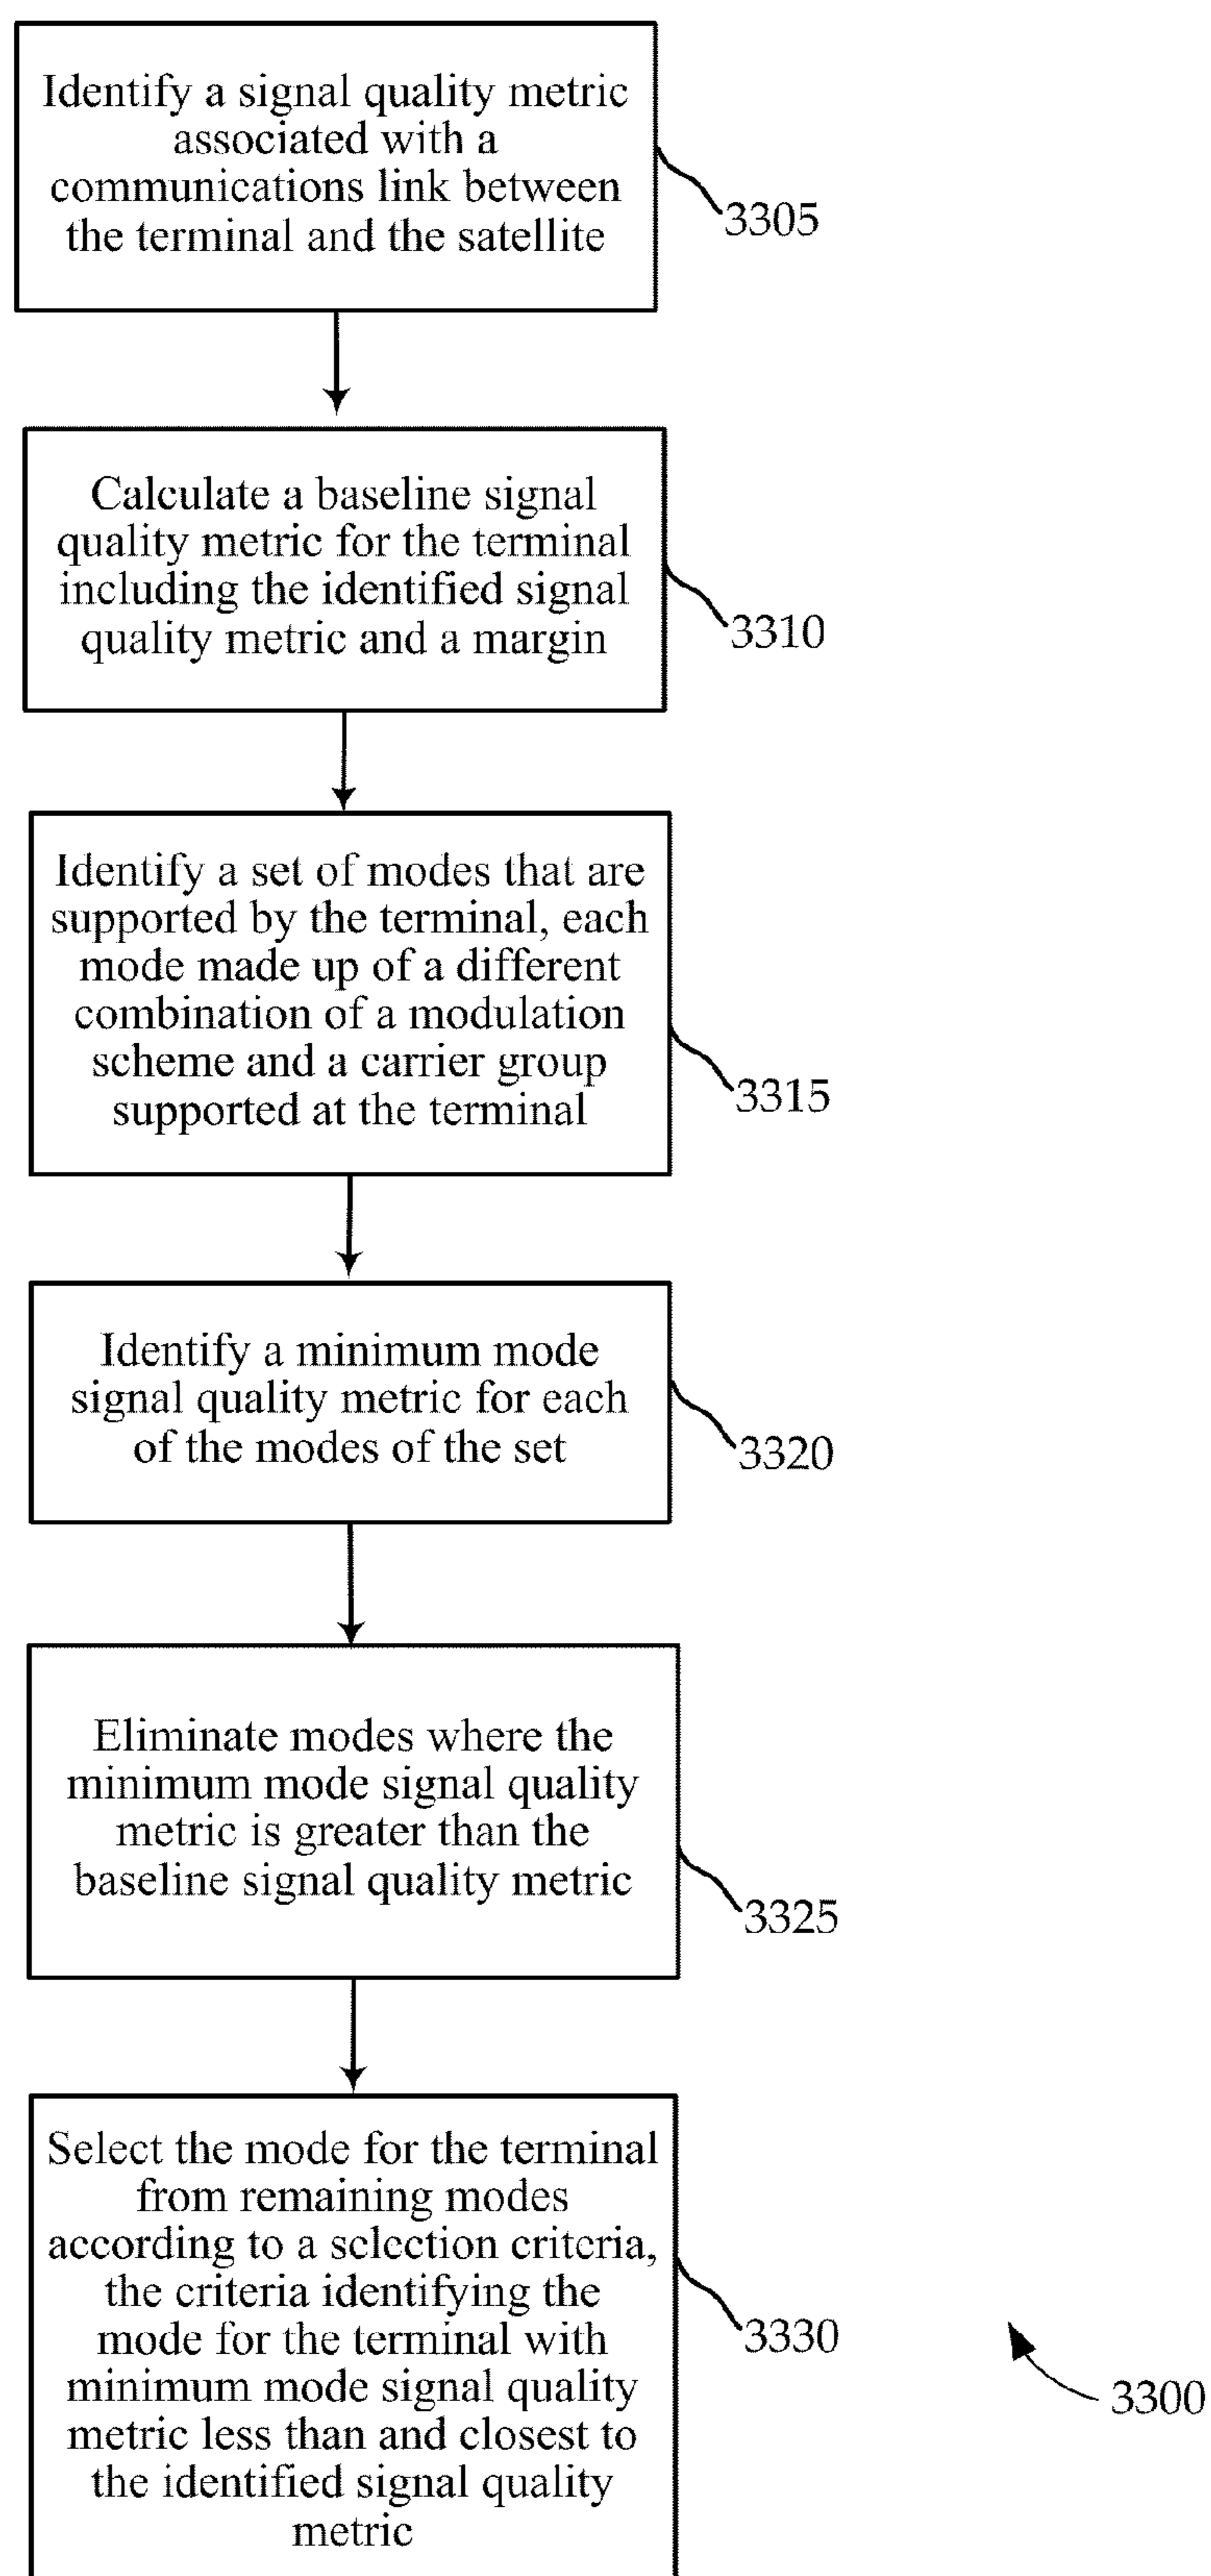 Identify a signal quality metric
associated with a
communications link between
the terminal and the satellite
3305
Calculate a baseline signal
quality metric for the terminal
including the identified signal
quality metric and a margin
3310
Identify a set of modes that are
supported by the terminal, each
mode made up of a different
combination of a modulation
scheme and a carrier group
supported at the terminal
3315
Identify a minimum mode
signal quality metric for each
of the modes of the set
3320
Eliminate modes where the
minimum mode signal quality
metric is greater than the
baseline signal quality metric
3325
Select the mode for the terminal
from remaining modes
according to a selection criteria,
the criteria identifying the
mode for the terminal with
minimum mode signal quality
metric less than and closest to
the identified signal quality
metric
3330
3300